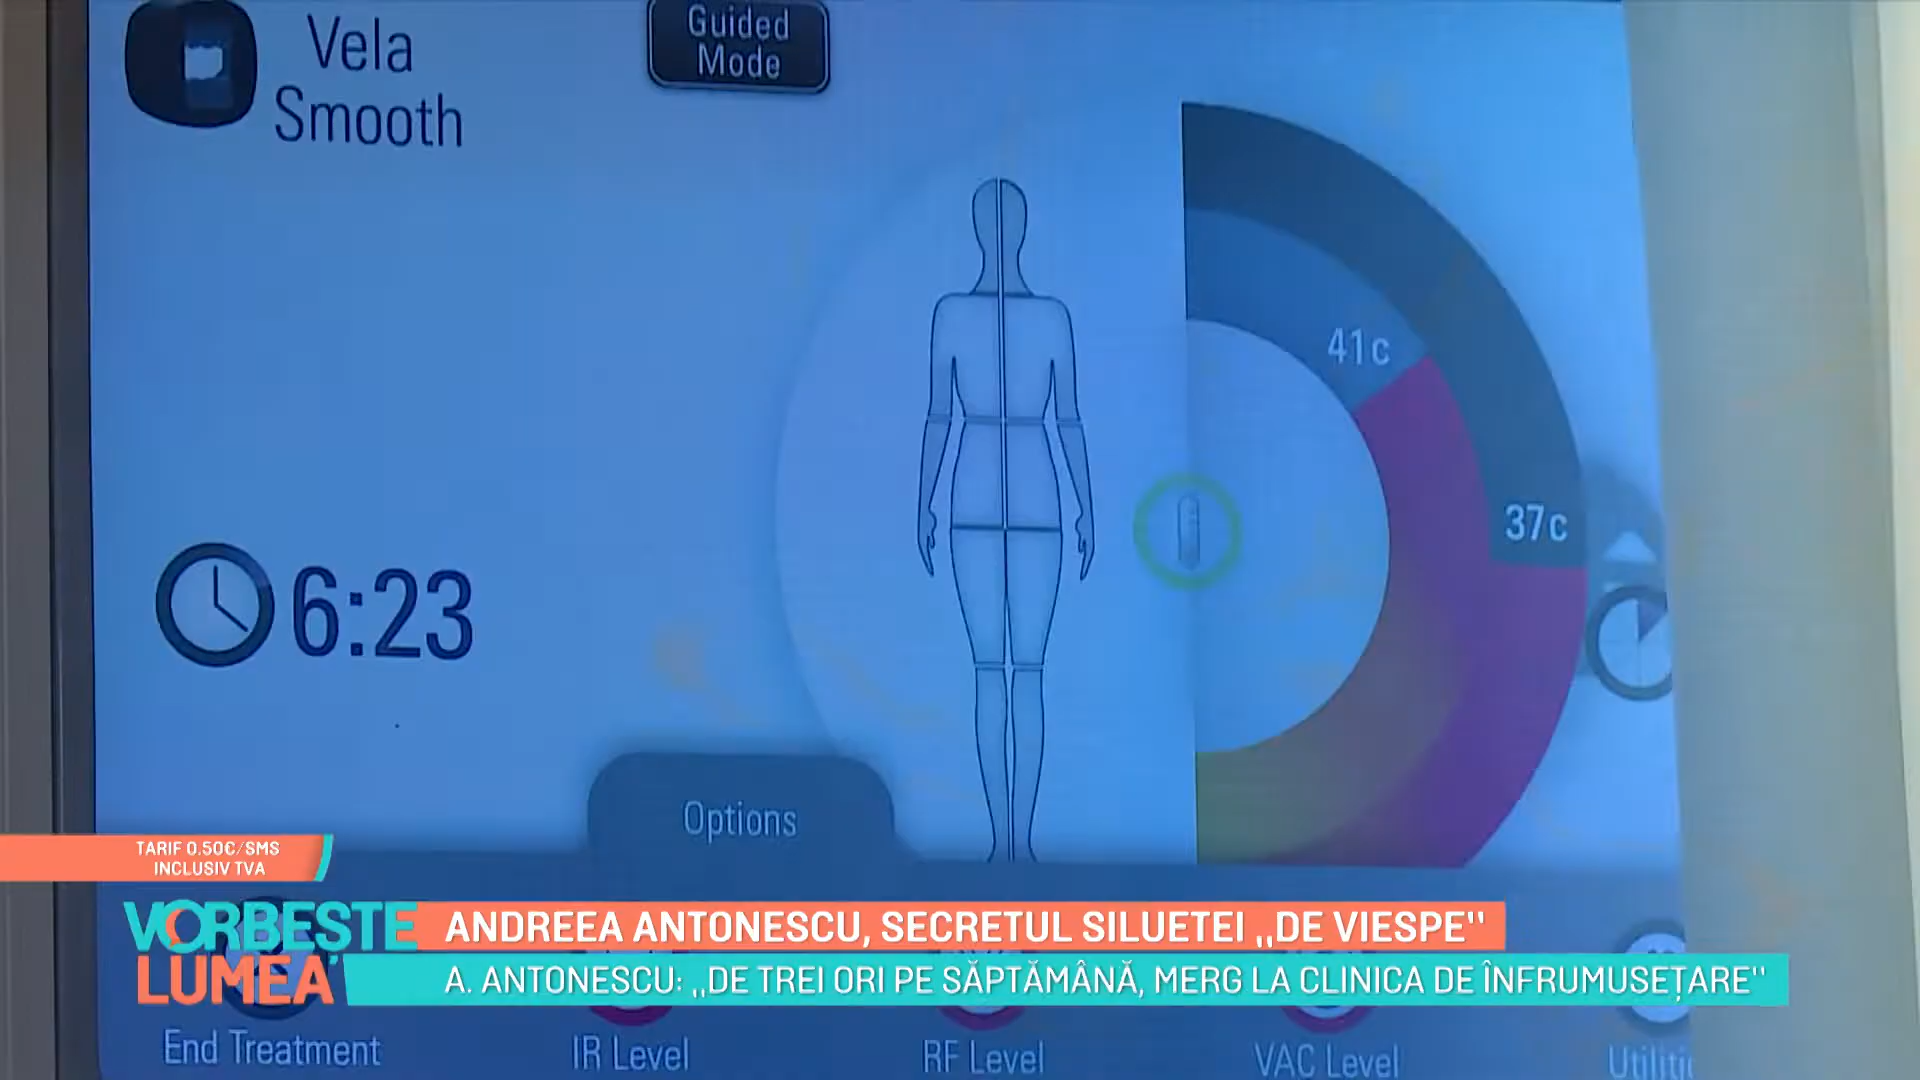 Vela
Smooth
Guided
Mode
41c
37c
6:23
Options
TARIF 0.50€/SMS
INCLUSIV TVA
VORBEȘTE
LUMEA
ANDREEA ANTONESCU, SECRETUL SILUETEI „DE VIESPE''
A. ANTONESCU: „DE TREI ORI PE SĂPTĂMÂNĂ, MERG LA CLINICA DE ÎNFRUMUSEȚARE''
End Treatment
IR Level
RF Level
VAC Level